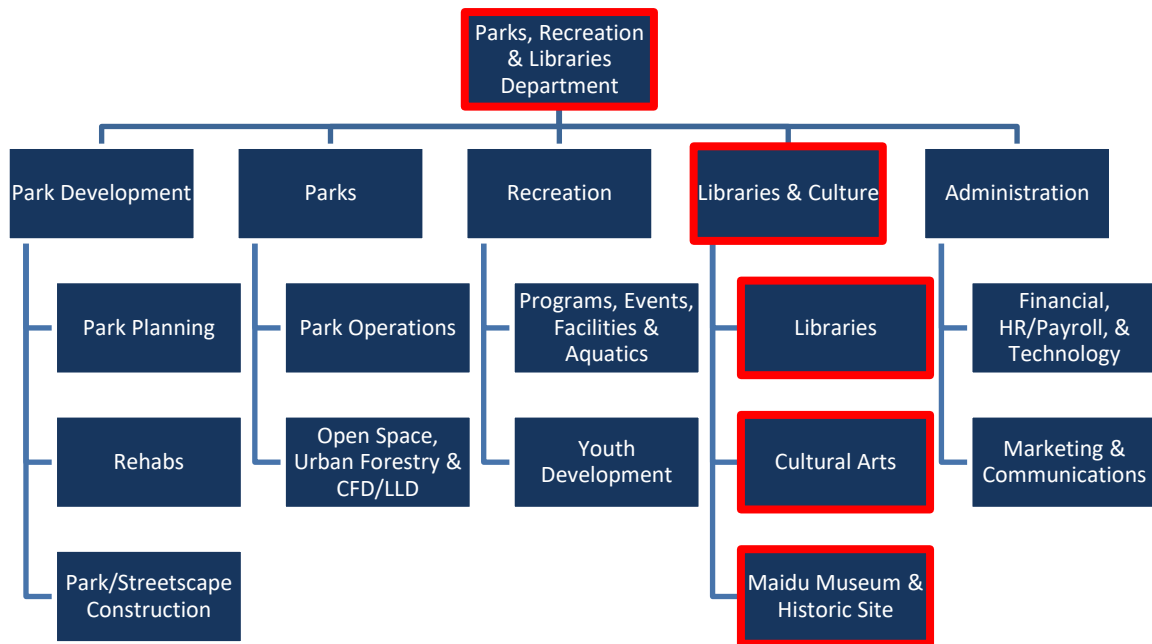 Parks, Recreation
& Libraries
Department
Park Development
Parks
Recreation
Libraries & Culture
Administration
Park Planning
Park Operations
Programs, Events,
Facilities &
Aquatics
Libraries
Financial,
HR/Payroll, &
Technology
Rehabs
Open Space,
Urban Forestry &
CFD/LLD
Youth
Development
Cultural Arts
Marketing &
Communications
Park/Streetscape
Construction
Maidu Museum &
Historic Site